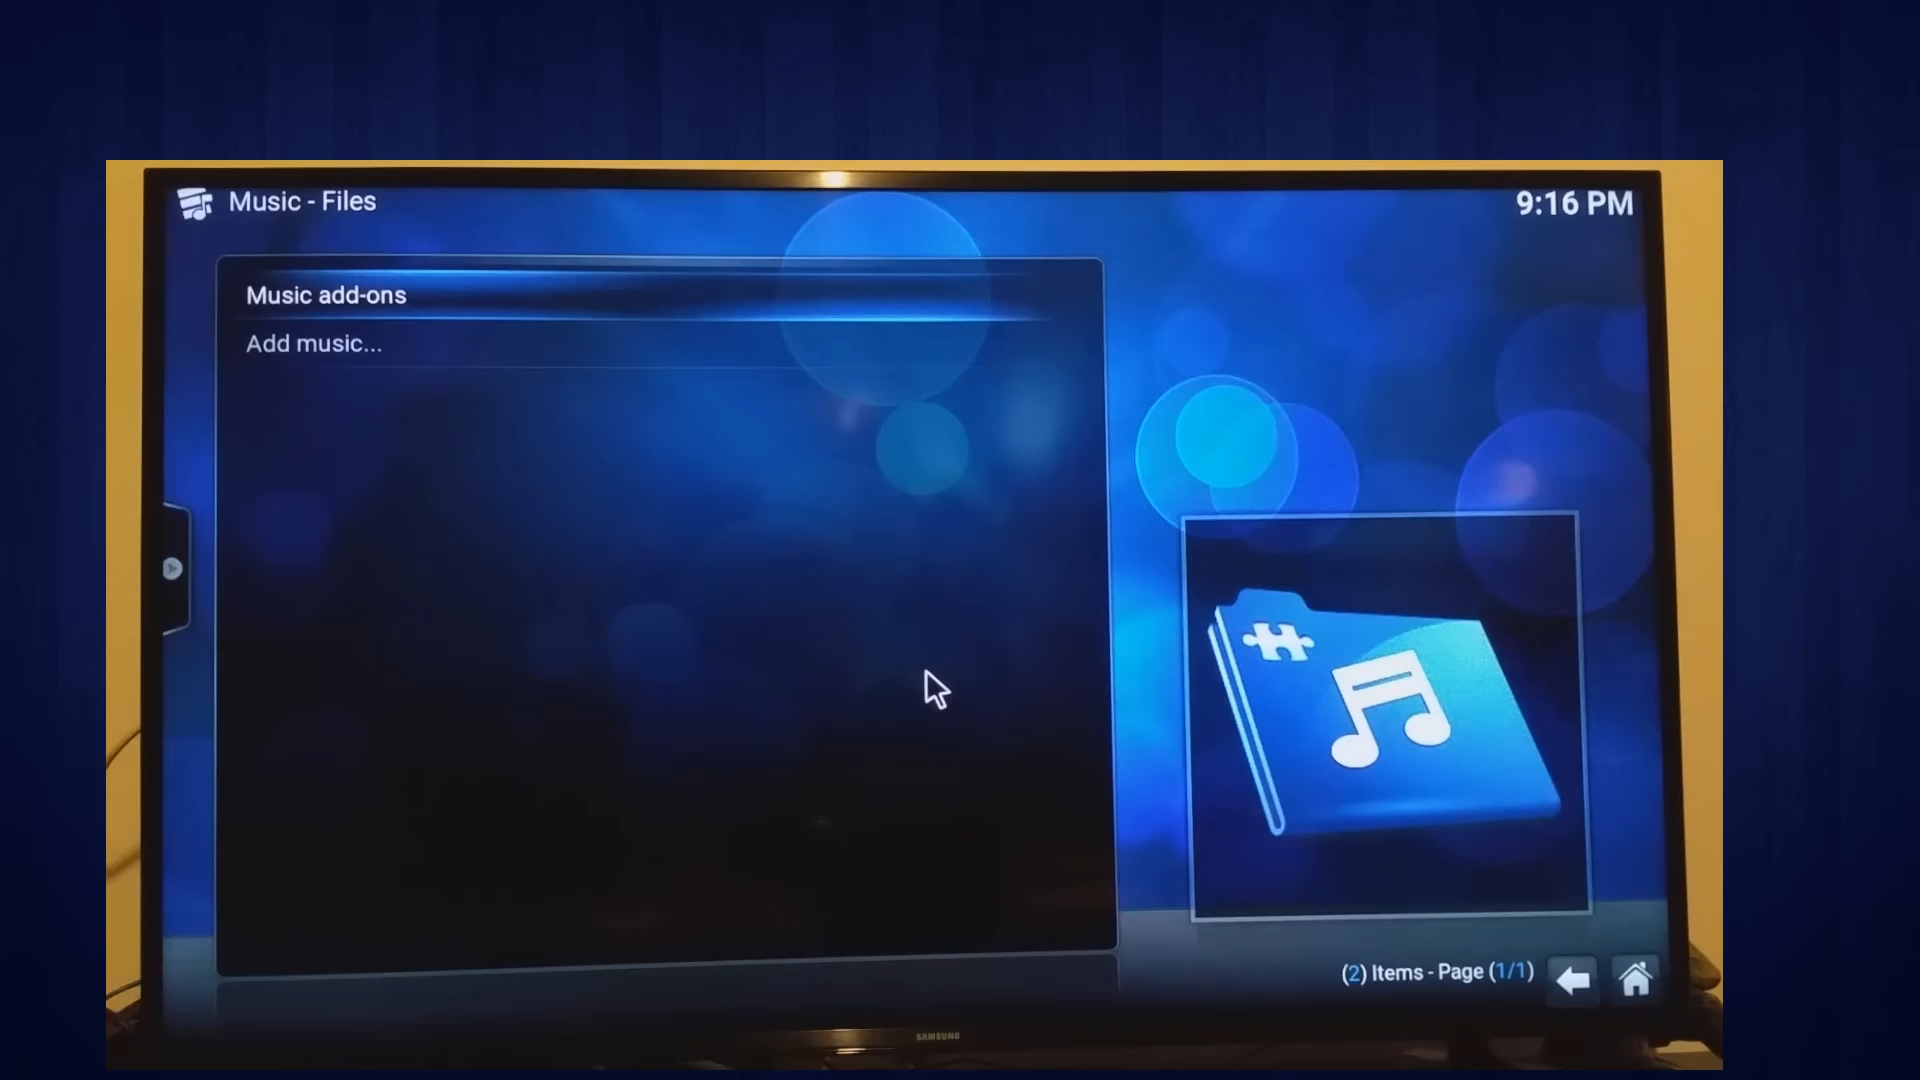 Music - Files
9:16 PM
Music add-ons
Add music...
(2) Items - Page (1/1)
SAMSUNG